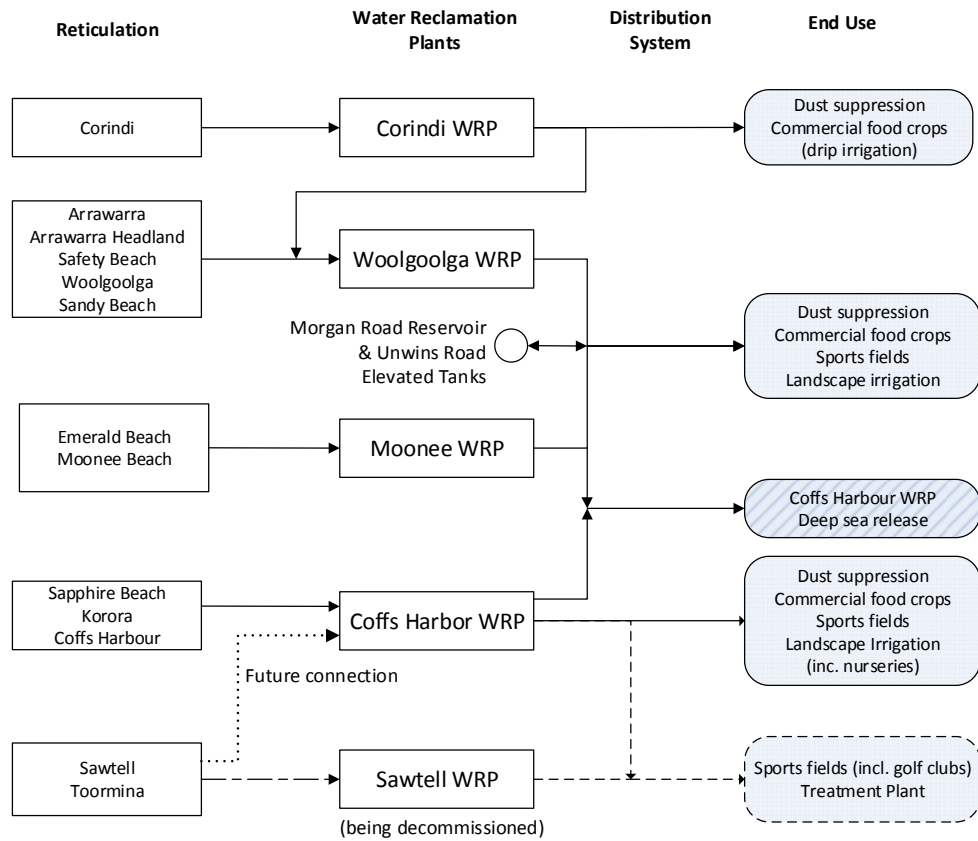 Reticulation
Water Reclamation
Plants
Distribution
System
End Use
Corindi
Corindi WRP
Dust suppression
Commercial food crops
(drip irrigation)
Arrawarra
Arrawarra Headland
Safety Beach
Woolgoolga
Sandy Beach
Woolgoolga WRP
Morgan Road Reservoir
& Unwins Road
Elevated Tanks
Dust suppression
Commercial food crops
Sports fields
Landscape irrigation
Emerald Beach
Moonee Beach
Moonee WRP
Coffs Harbour WRP
Deep sea release
Sapphire Beach
Korora
Coffs Harbour
Coffs Harbor WRP
Dust suppression
Commercial food crops
Sports fields
Landscape Irrigation
(inc. nurseries)
Future connection
Sawtell
Toormina
Sawtell WRP
(being decommissioned)
Sports fields (incl. golf clubs)
Treatment Plant